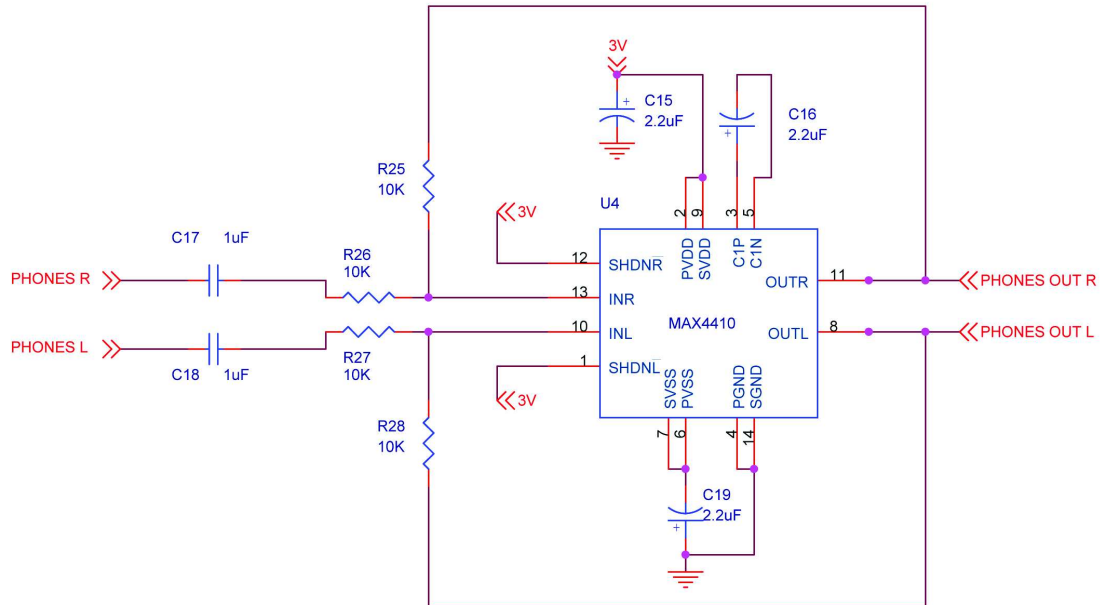 3V
+
C15
2.2uF
C16
2.2uF
+
R25
10K
U4
3V
2
9
3
5
PVDD
SVDD
C1P
C1N
C17
1uF
R26
10K
12
SHDNR
OUTR
11
PHONES R
PHONES OUT R
13
INR
MAX4410
10
INL
OUTL
8
PHONES L
PHONES OUT L
C18
1uF
R27
10K
1
SHDNL
3V
SVSS
PVSS
PGND
SGND
7
6
4
14
R28
10K
C19
2.2uF
+